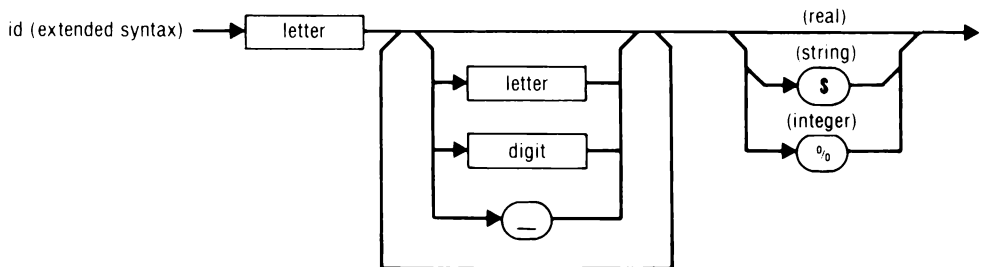 (real)
id (extended syntax) letter
(string)
letter $
(integer)
digit %
_